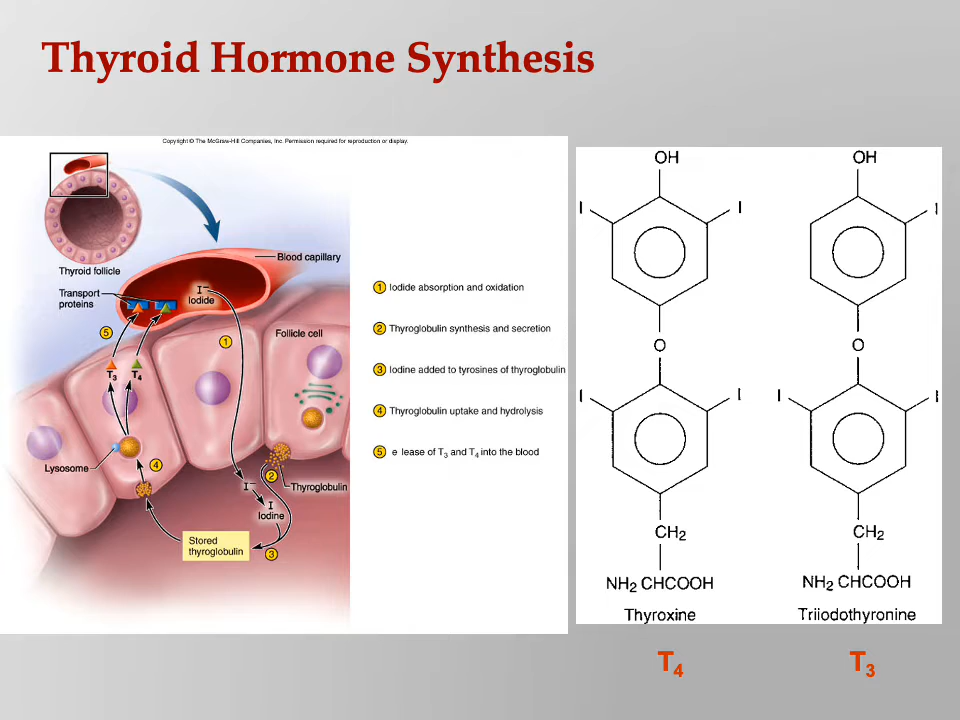 Thyroid Hormone Synthesis
Copyright © The McGraw-Hill Companies, Inc. Permission required for reproduction or display.
Thyroid follicle
Blood capillary
Transport
proteins
I–
Iodide
5
1
Follicle cell
T3
T4
Lysosome
4
2
I–
Thyroglobulin
I
Iodine
Stored
thyroglobulin
3
1 Iodide absorption and oxidation
2 Thyroglobulin synthesis and secretion
3 Iodine added to tyrosines of thyroglobulin
4 Thyroglobulin uptake and hydrolysis
5 e lease of T3 and T4 into the blood
OH
I
I
O
I
I
CH2
NH2 CHCOOH
Thyroxine
OH
I
O
I
I
CH2
NH2 CHCOOH
Triiodothyronine
T4
T3